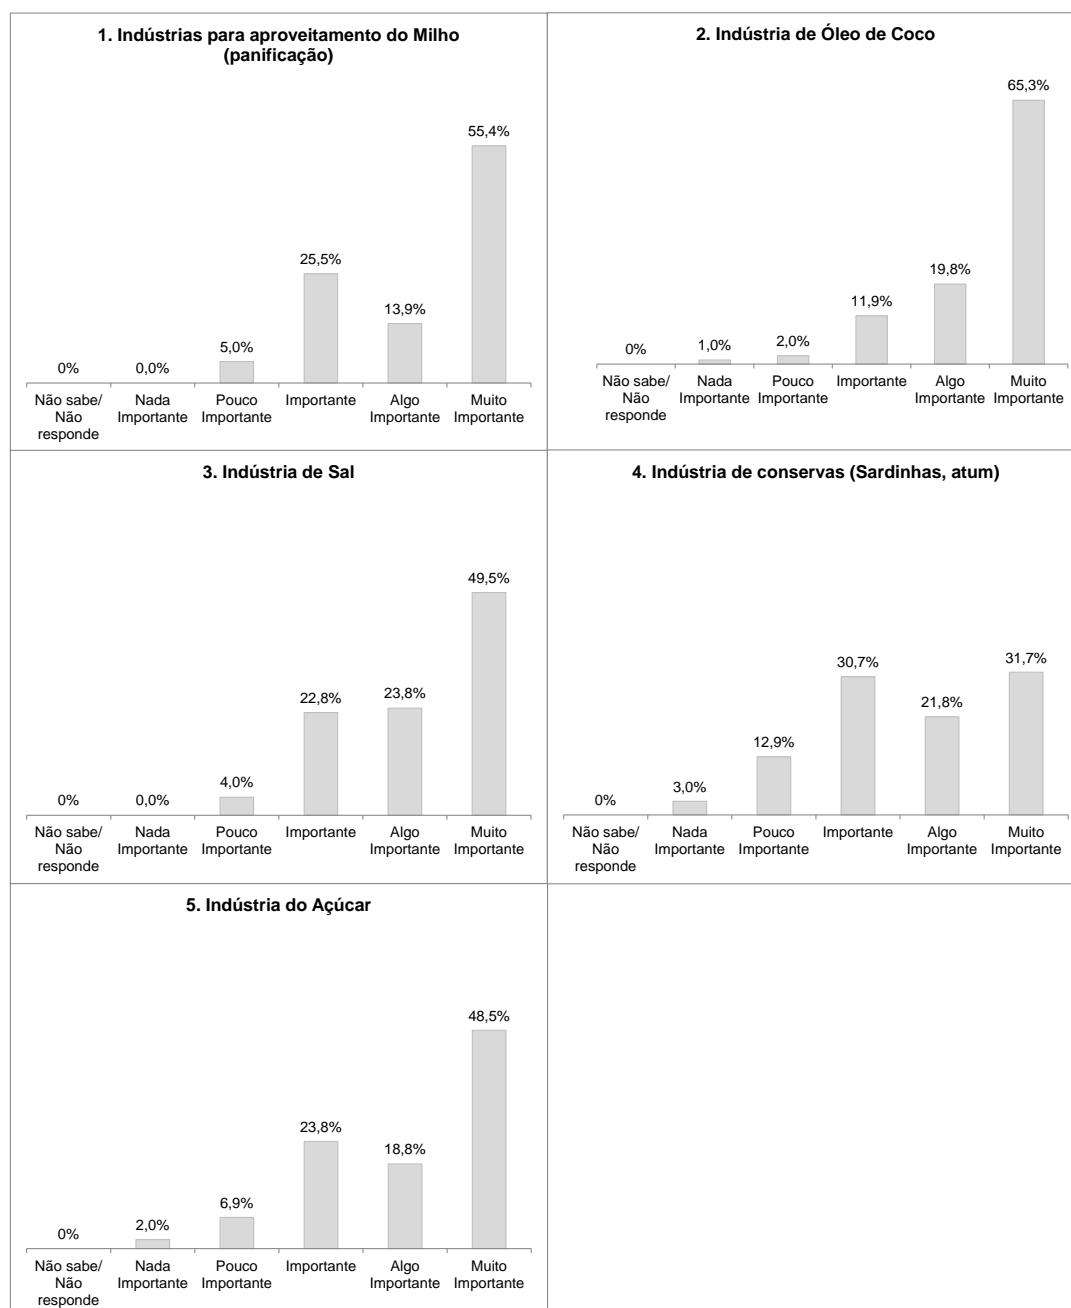 1. Indústrias para aproveitamento do Milho
(panificação)
55,4%
25,5%
13,9%
5,0%
0%
0,0%
Não sabe/
Não
responde
Nada
Importante
Pouco
Importante
Importante
Algo
Importante
Muito
Importante
2. Indústria de Óleo de Coco
65,3%
19,8%
11,9%
2,0%
1,0%
0%
Não sabe/
Não
responde
Nada
Importante
Pouco
Importante
Importante
Algo
Importante
Muito
Importante
3. Indústria de Sal
49,5%
23,8%
22,8%
4,0%
0%
0,0%
Não sabe/
Não
responde
Nada
Importante
Pouco
Importante
Importante
Algo
Importante
Muito
Importante
4. Indústria de conservas (Sardinhas, atum)
31,7%
30,7%
21,8%
12,9%
3,0%
0%
Não sabe/
Não
responde
Nada
Importante
Pouco
Importante
Importante
Algo
Importante
Muito
Importante
5. Indústria do Açúcar
48,5%
23,8%
18,8%
6,9%
2,0%
0%
Não sabe/
Não
responde
Nada
Importante
Pouco
Importante
Importante
Algo
Importante
Muito
Importante